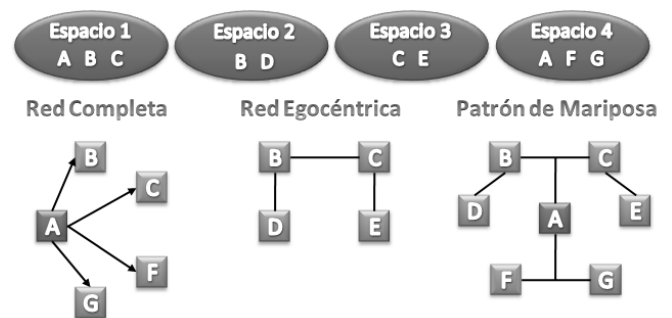 Espacio 1
A B C
Espacio 2
B D
Espacio 3
C E
Espacio 4
A F G
Red Completa
Red Egocéntrica
Patrón de Mariposa
B
C
A
F
G
B
C
D
E
B
C
D
A
E
F
G